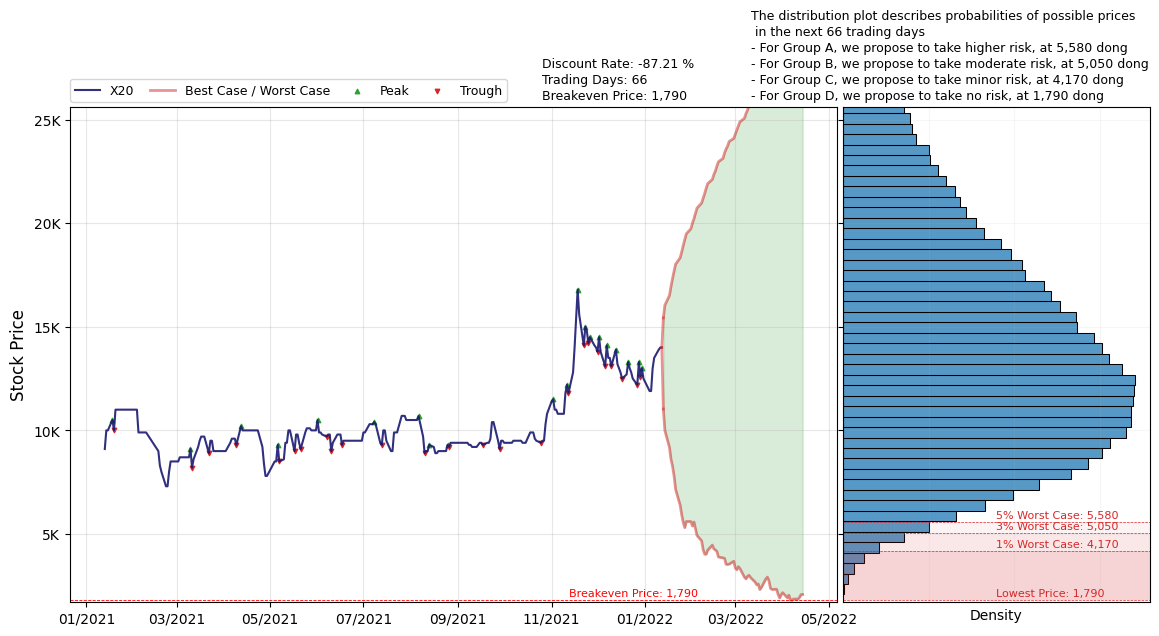 The distribution plot describes probabilities of possible prices
in the next 66 trading days
- For Group A, we propose to take higher risk, at 5,580 dong
- For Group B, we propose to take moderate risk, at 5,050 dong
- For Group C, we propose to take minor risk, at 4,170 dong
- For Group D, we propose to take no risk, at 1,790 dong
Discount Rate: -87.21 %
Trading Days: 66
Breakeven Price: 1,790
X20
Best Case / Worst Case
Peak
Trough
Stock Price
25K
20K
15K
10K
5K
Breakeven Price: 1,790
01/2021
03/2021
05/2021
07/2021
09/2021
11/2021
01/2022
03/2022
05/2022
5% Worst Case: 5,580
3% Worst Case: 5,050
1% Worst Case: 4,170
Lowest Price: 1,790
Density